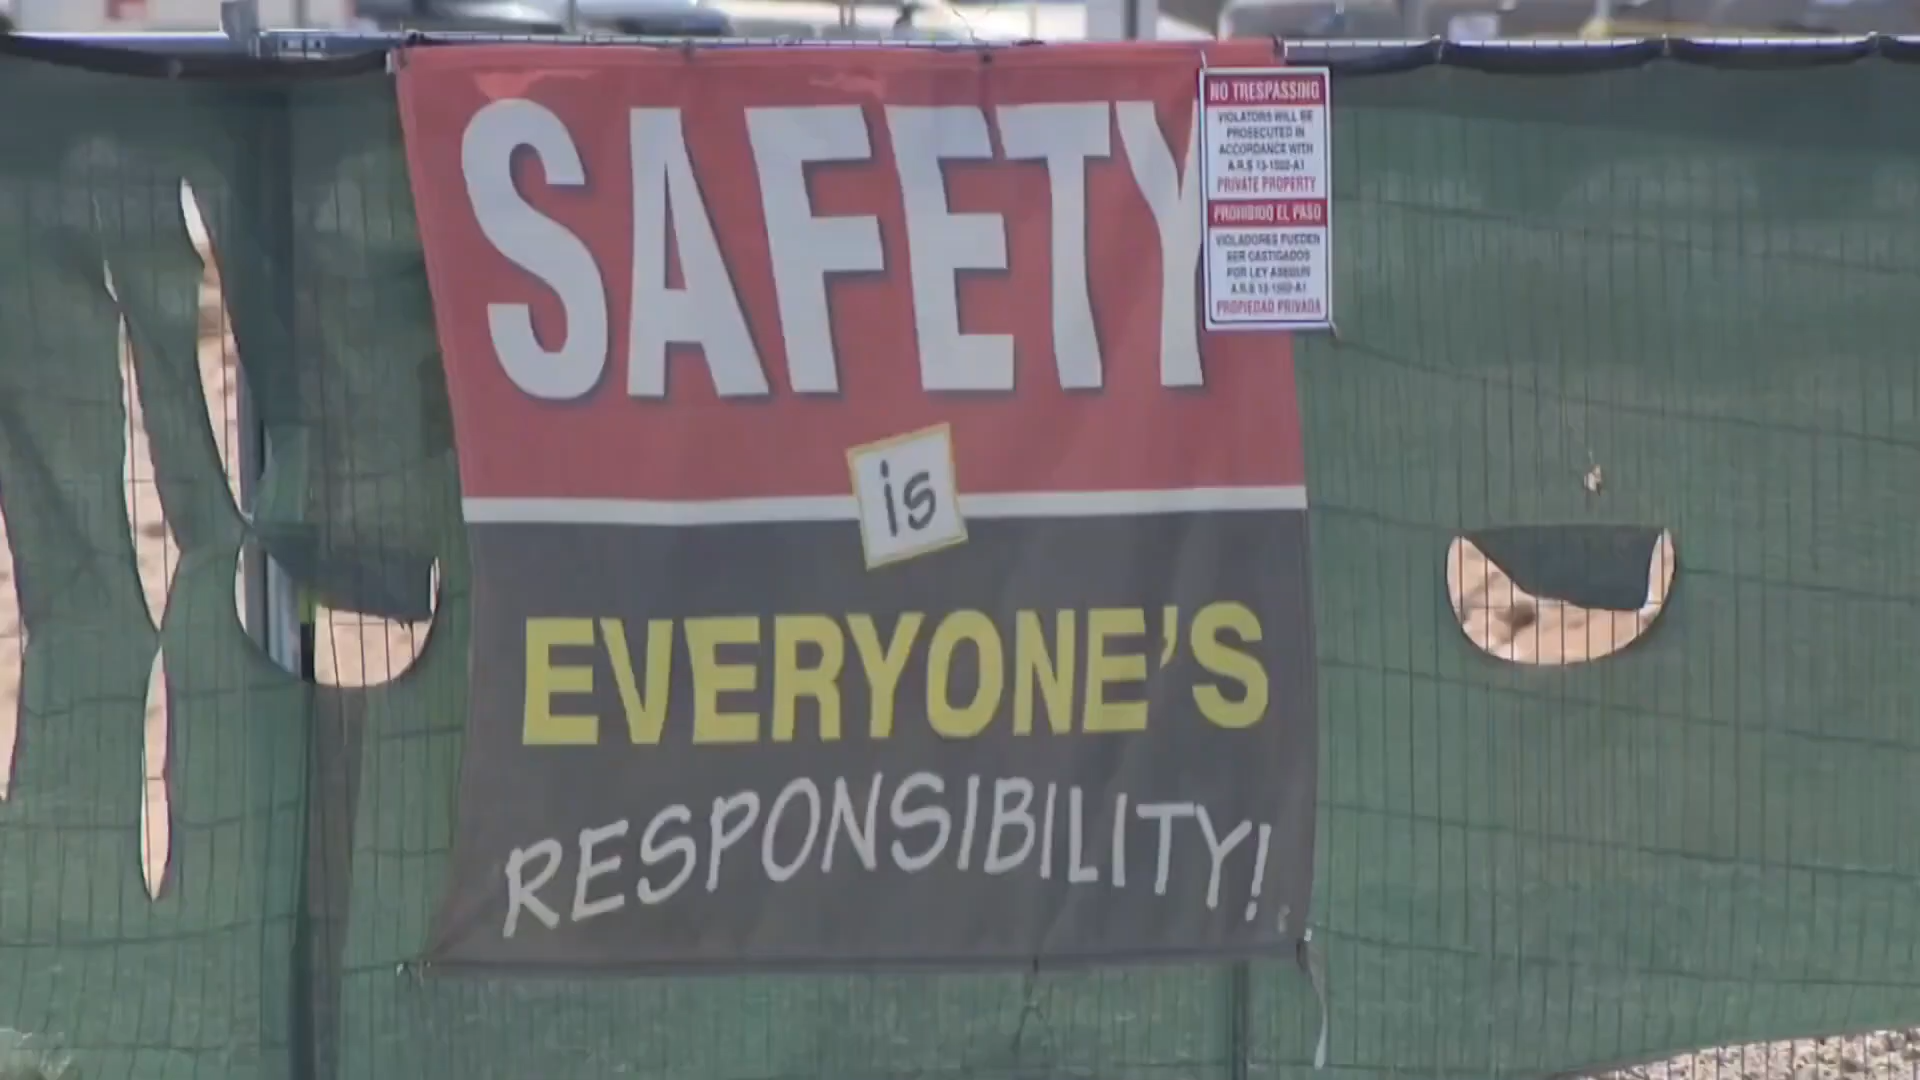 SAFETY
is
EVERYONE'S
RESPONSIBILITY!
NO TRESPASSING
VIOLATORS WILL BE
PROSECUTED IN
ACCORDANCE WITH
A.R.S 13-1502-A1
PRIVATE PROPERTY
PROHIBIDO EL PASO
VIOLADORES PUEDEN
SER CASTIGADOS
POR LEY ASEGUN
A.R.S 13-1502-A1
PROPIEDAD PRIVADA